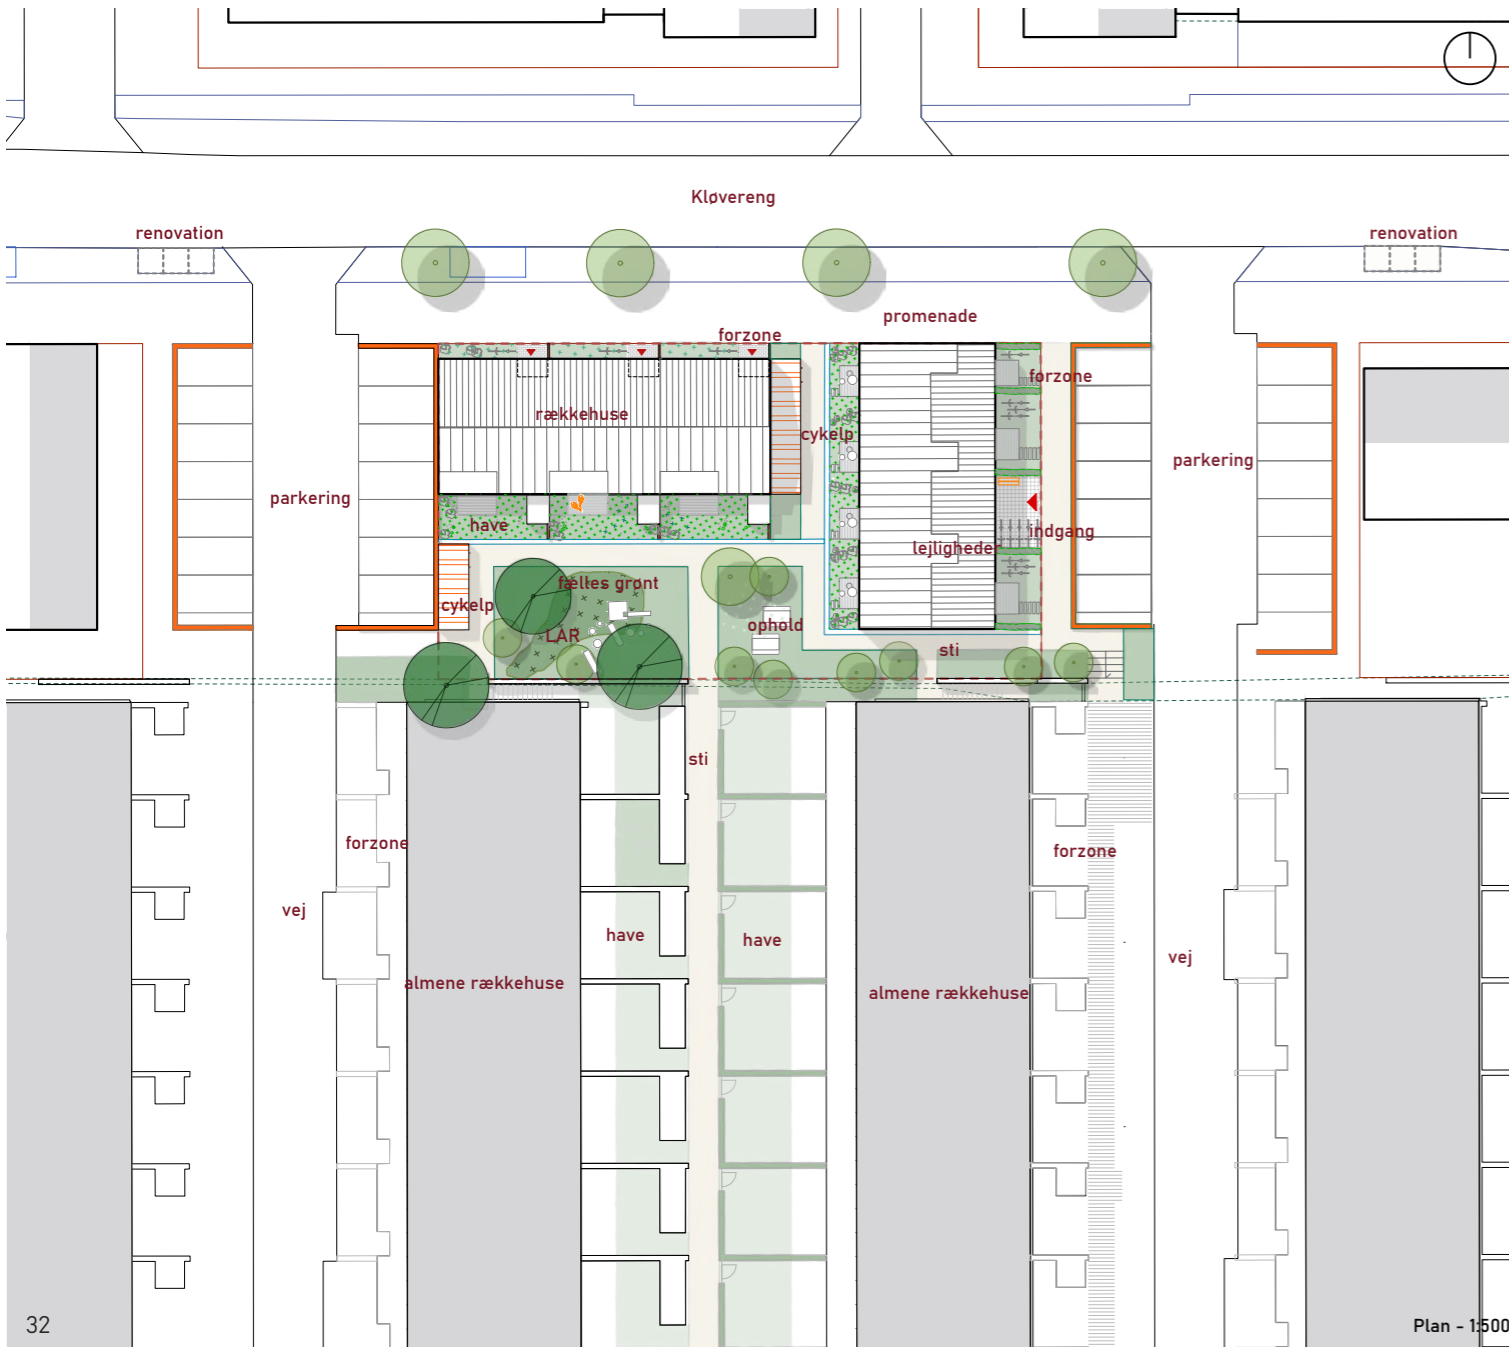 Kløvereng
renovation
renovation
promenade
forzone
forzone
rækkehuse
cykelp
parkering
parkering
have
indgang
lejligheder
fælles grønt
cykelp
LAR
ophold
sti
sti
forzone
forzone
vej
have
have
vej
almene rækkehuse
almene rækkehuse
32
Plan - 1:500